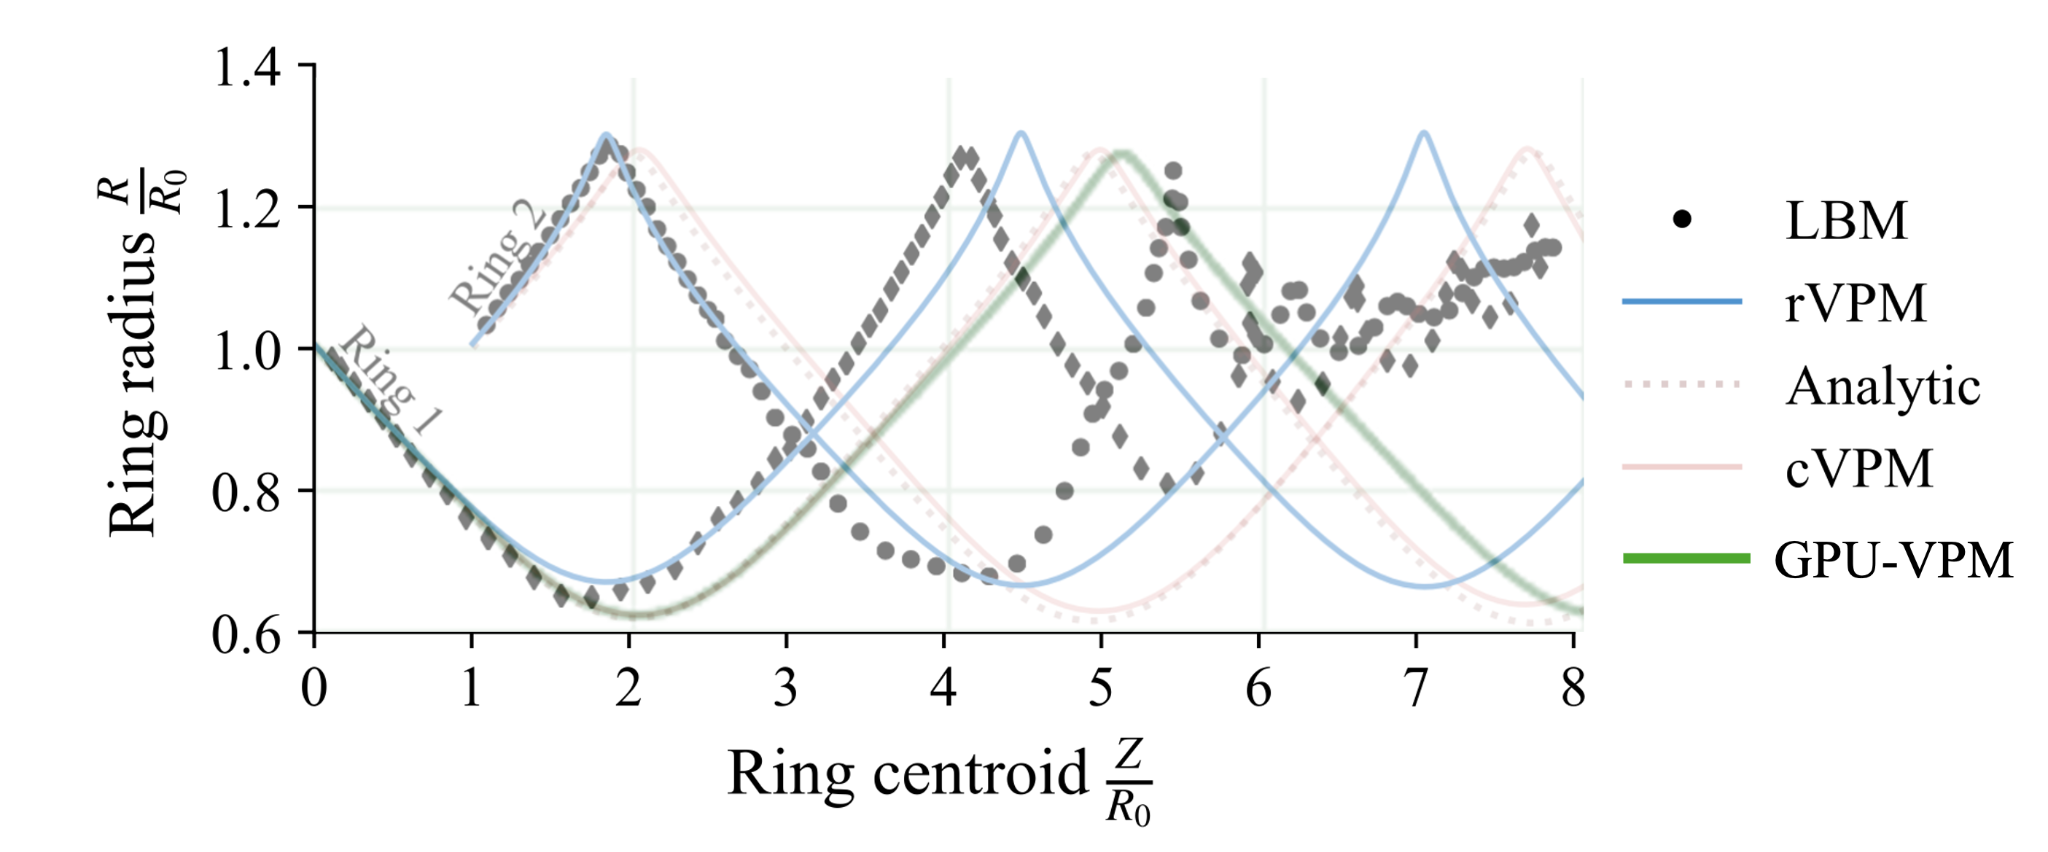 1.4
1.2
1.0
0.8
0.6
Ring radius R/R₀
Ring 2
Ring 1
0 1 2 3 4 5 6 7 8
Ring centroid Z/R₀
LBM
rVPM
Analytic
cVPM
GPU-VPM